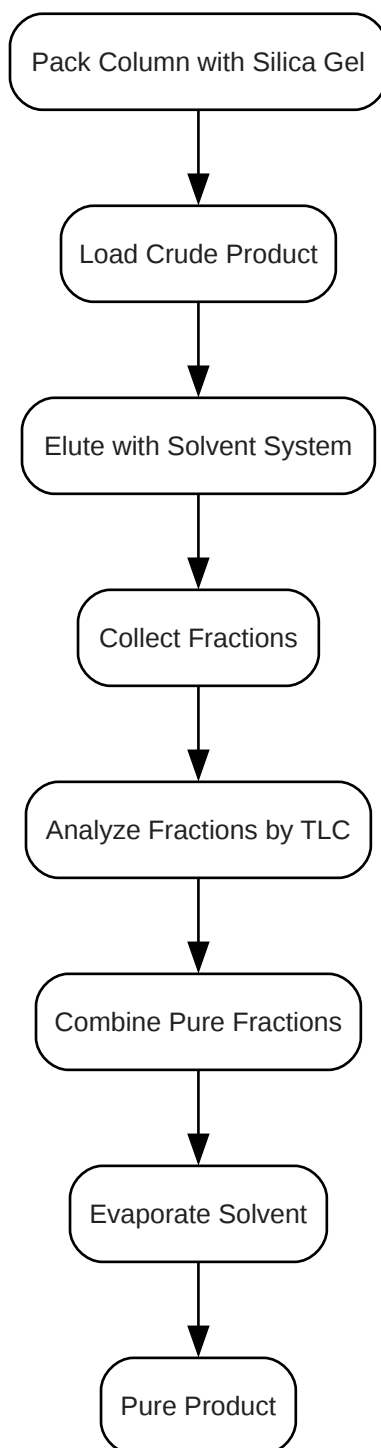 Pack Column with Silica Gel
Load Crude Product
Elute with Solvent System
Collect Fractions
Analyze Fractions by TLC
Combine Pure Fractions
Evaporate Solvent
Pure Product